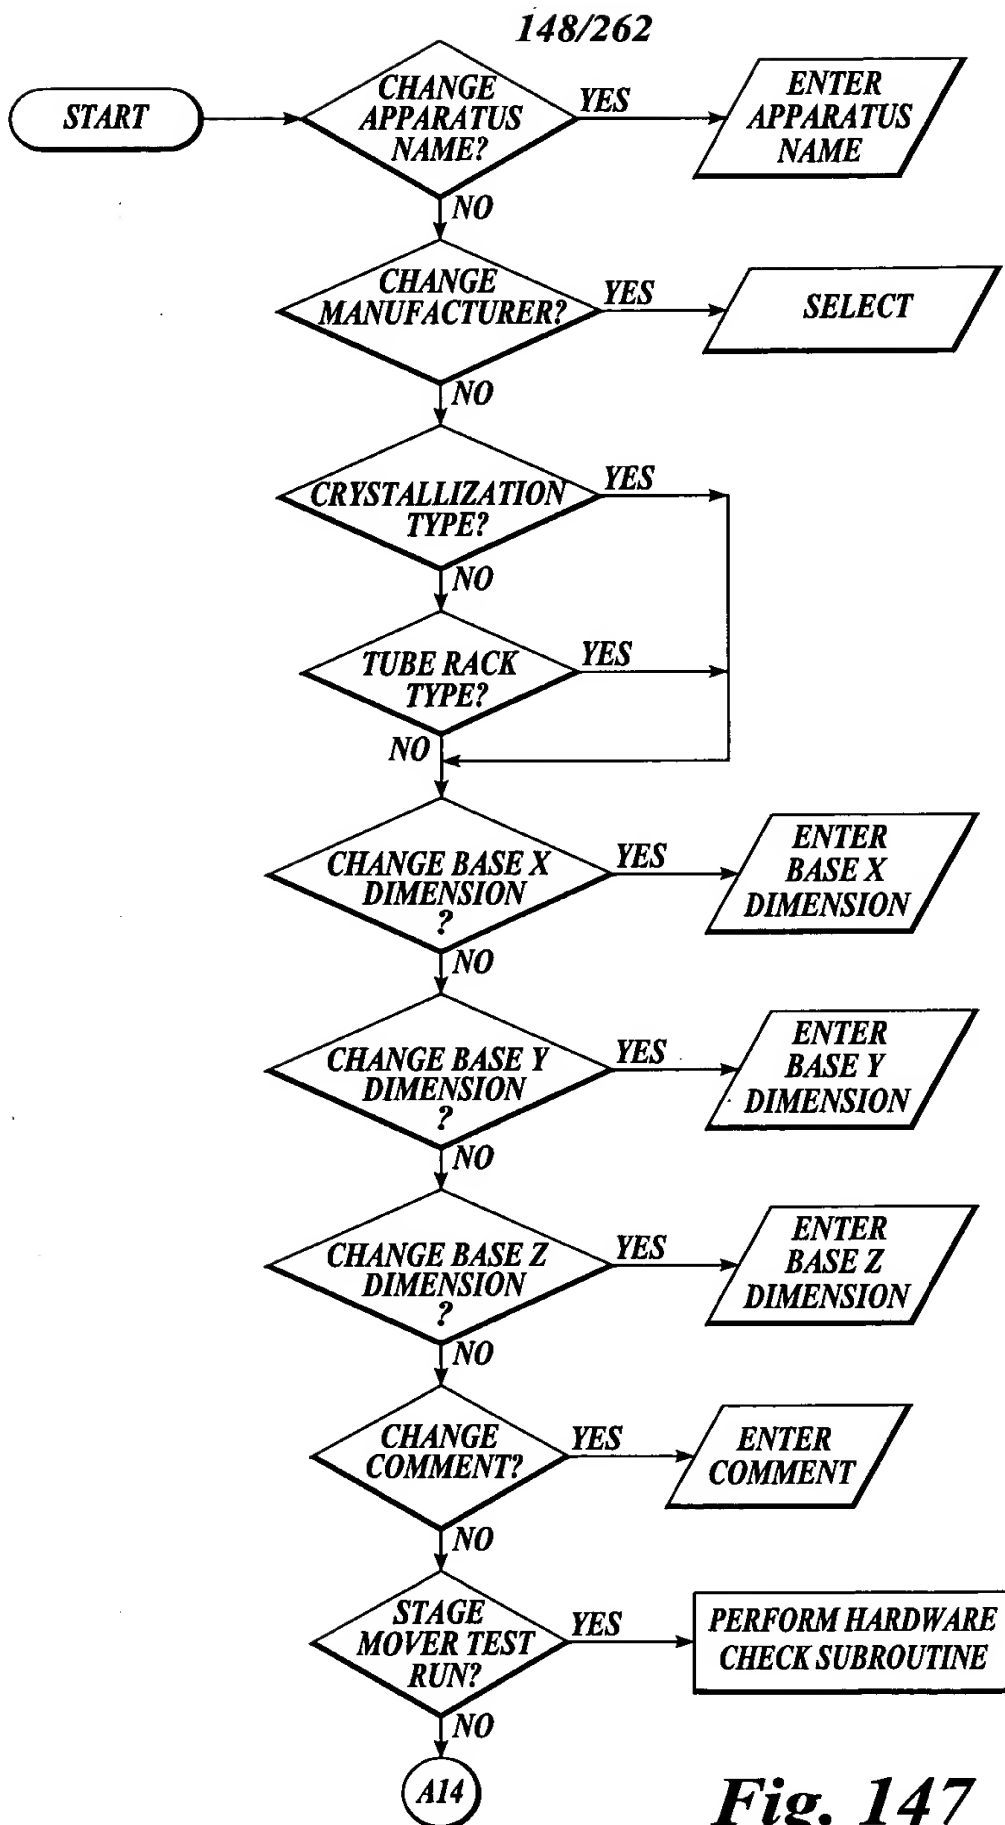 148/262
START
CHANGE
APPARATUS
NAME?
YES
ENTER
APPARATUS
NAME
NO
CHANGE
MANUFACTURER?
YES
SELECT
NO
CRYSTALLIZATION
TYPE?
YES
NO
TUBE RACK
TYPE?
YES
NO
CHANGE BASE X
DIMENSION
?
YES
ENTER
BASE X
DIMENSION
NO
CHANGE BASE Y
DIMENSION
?
YES
ENTER
BASE Y
DIMENSION
NO
CHANGE BASE Z
DIMENSION
?
YES
ENTER
BASE Z
DIMENSION
NO
CHANGE
COMMENT?
YES
ENTER
COMMENT
NO
STAGE
MOVER TEST
RUN?
YES
PERFORM HARDWARE
CHECK SUBROUTINE
NO
A14
Fig. 147